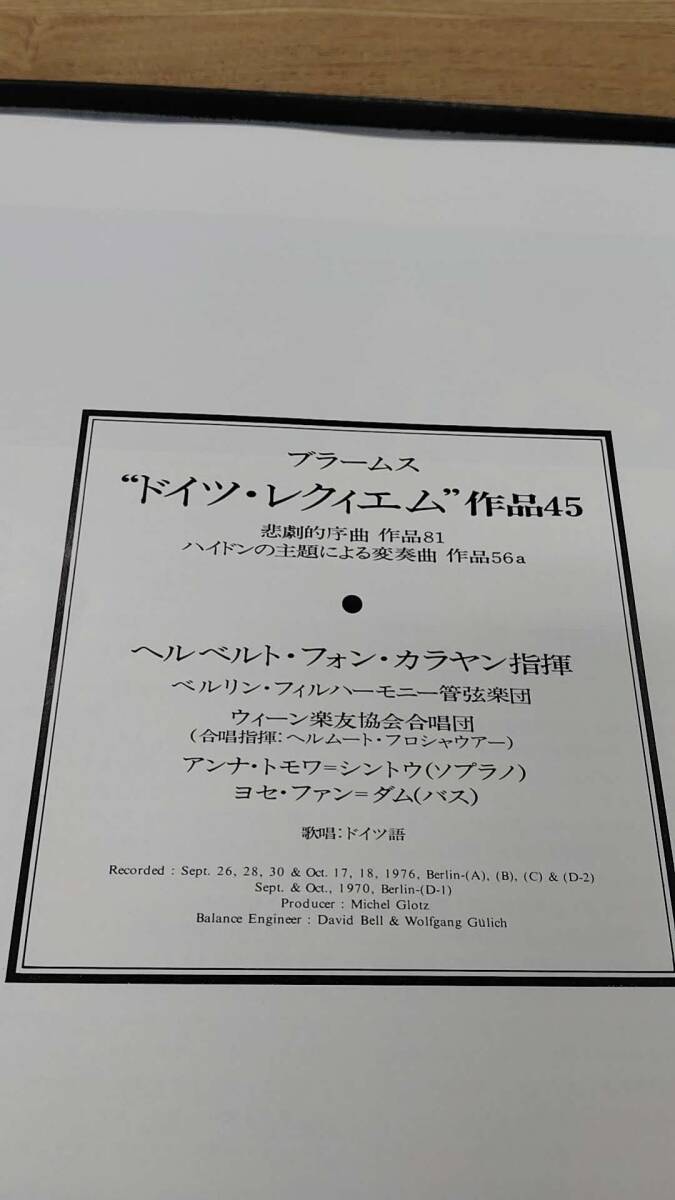 ブラームス
“ドイツ・レクィエム”作品45
悲劇的序曲 作品81
ハイドンの主題による変奏曲 作品56a
●
ヘルベルト・フォン・カラヤン指揮
ベルリン・フィルハーモニー管弦楽団
ウィーン楽友協会合唱団
(合唱指揮:ヘルムート・フロシャウアー)
アンナ・トモワ=シントウ(ソプラノ)
ヨセ・ファン=ダム(バス)
歌唱:ドイツ語
Recorded : Sept. 26, 28, 30 & Oct. 17, 18, 1976, Berlin-(A), (B), (C) & (D-2)
Sept. & Oct., 1970, Berlin-(D-1)
Producer : Michel Glotz
Balance Engineer : David Bell & Wolfgang Gülich